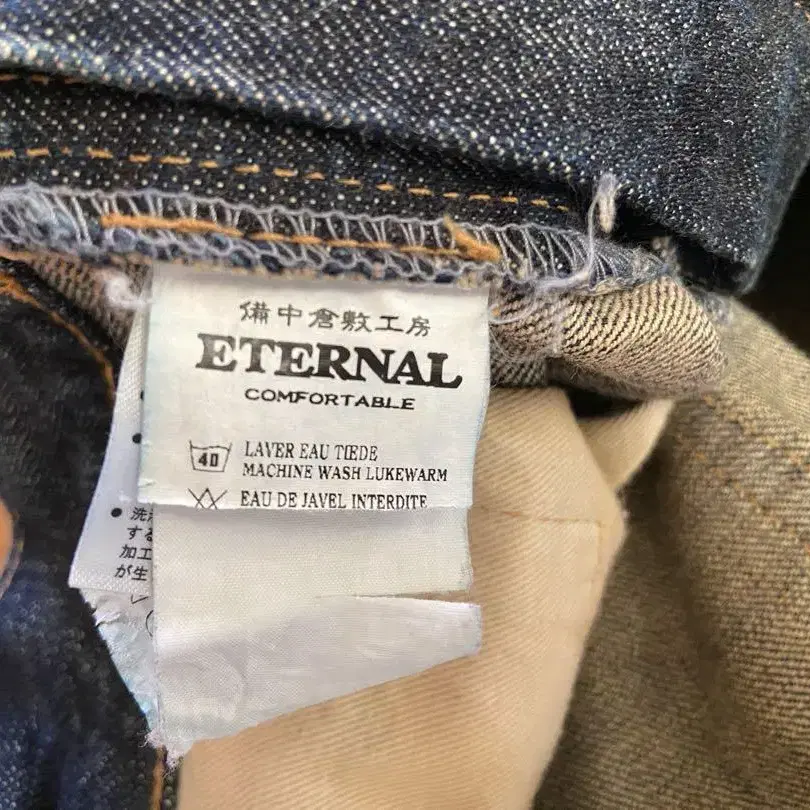 備中倉敷工房
ETERNAL
COMFORTABLE
40
LAVER EAU TIEDE
MACHINE WASH LUKEWARM
EAU DE JAVEL INTERDITE
洗
する
加工
が生